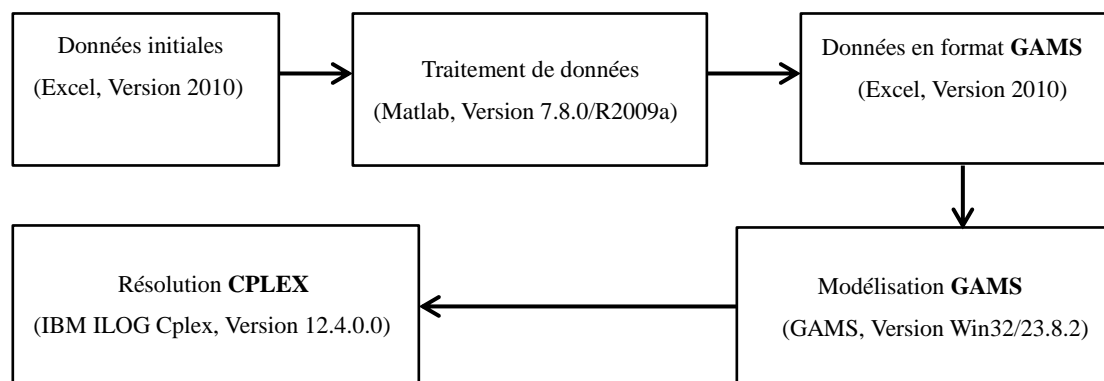 Données initiales
(Excel, Version 2010)
Traitement de données
(Matlab, Version 7.8.0/R2009a)
Données en format GAMS
(Excel, Version 2010)
Modélisation GAMS
(GAMS, Version Win32/23.8.2)
Résolution CPLEX
(IBM ILOG Cplex, Version 12.4.0.0)